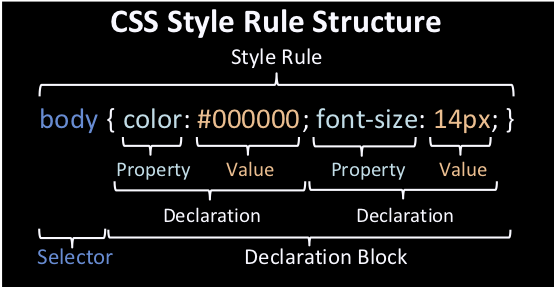 CSS Style Rule Structure
Style Rule
body { color: #000000; font-size: 14px; }
Property Value Property Value
Declaration Declaration
Selector Declaration Block